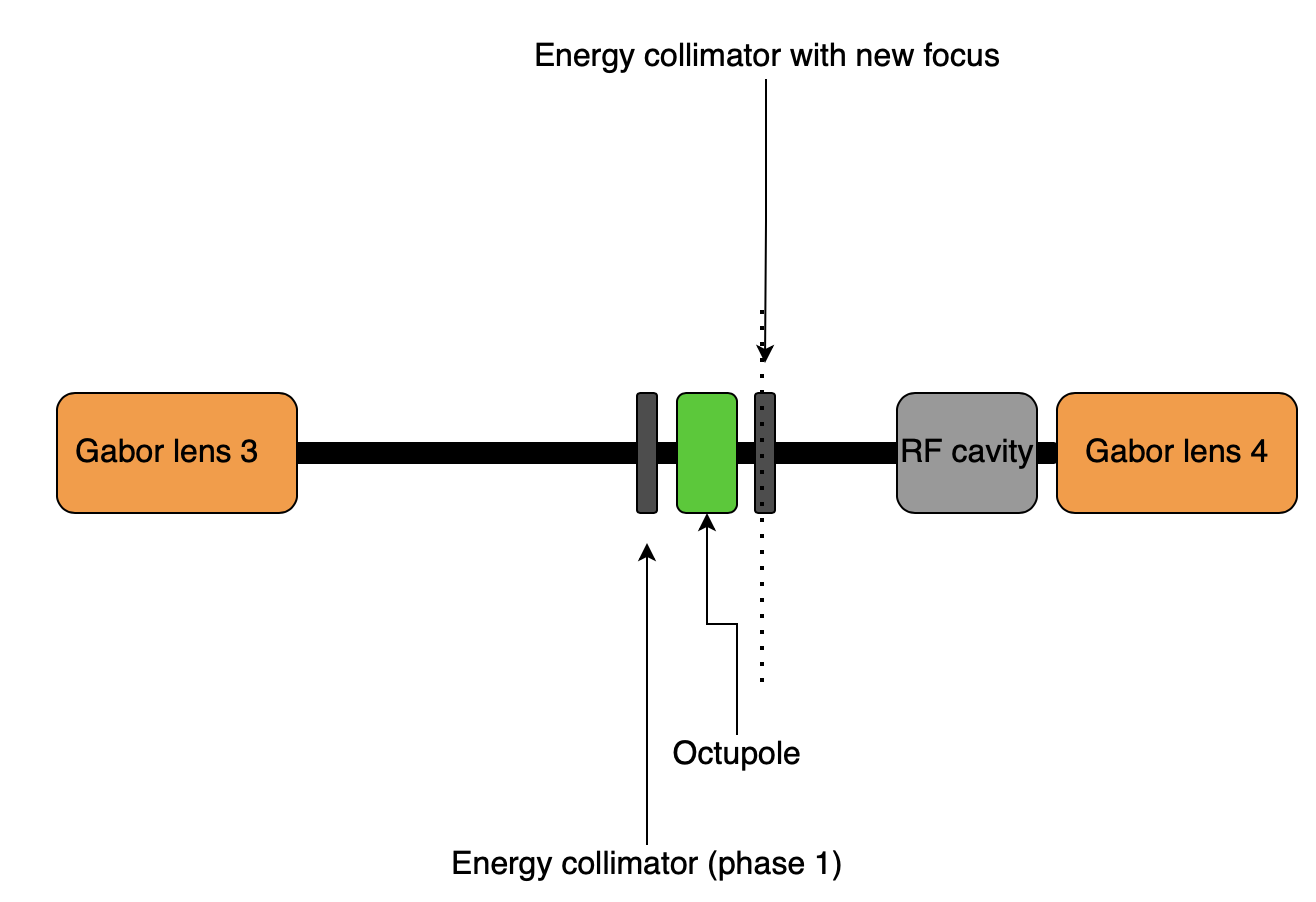 Energy collimator with new focus
Gabor lens 3
RF cavity
Gabor lens 4
Octupole
Energy collimator (phase 1)